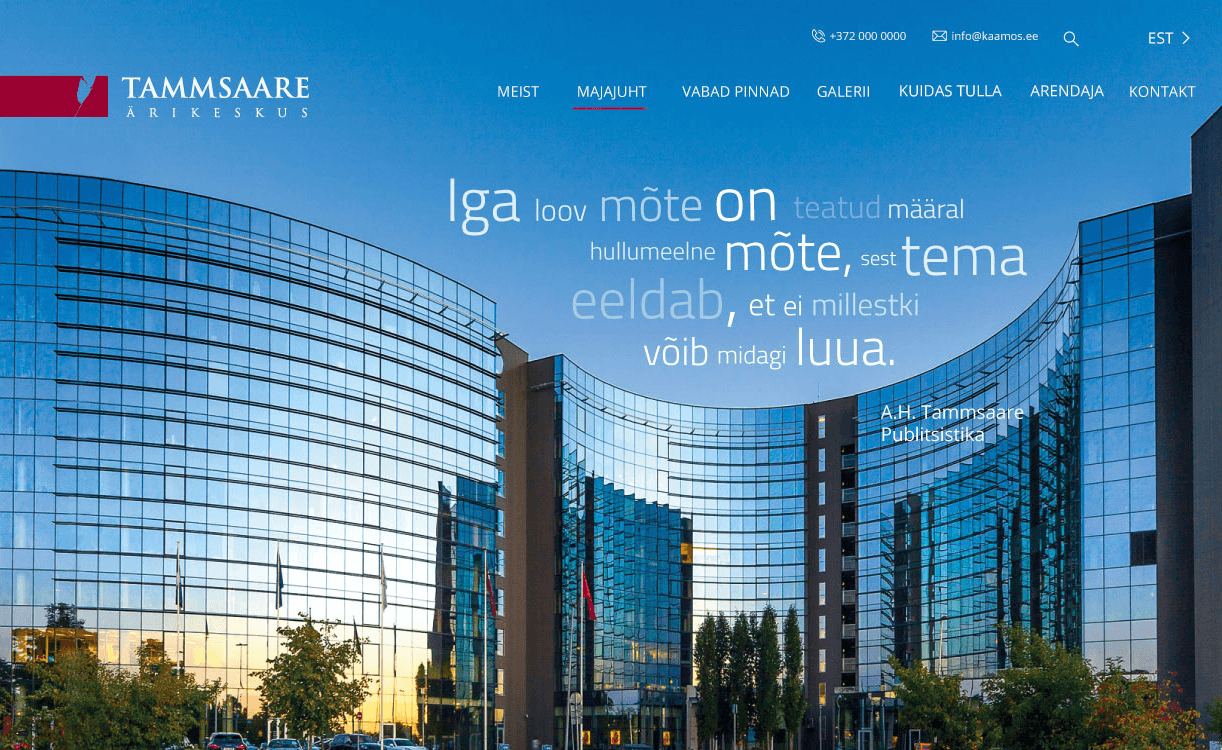 +372 000 0000 info@kaamos.ee EST
TAMMSAARE
ÄRIKESKUS
MEIST MAJAJUHT VABAD PINNAD GALERII KUIDAS TULLA ARENDAJA KONTAKT
Iga loov mõte on teatud määral
hullumeelne mõte, sest tema
eeldab, et ei millestki
võib midagi luua.
A.H. Tammsaare
Publitsistika